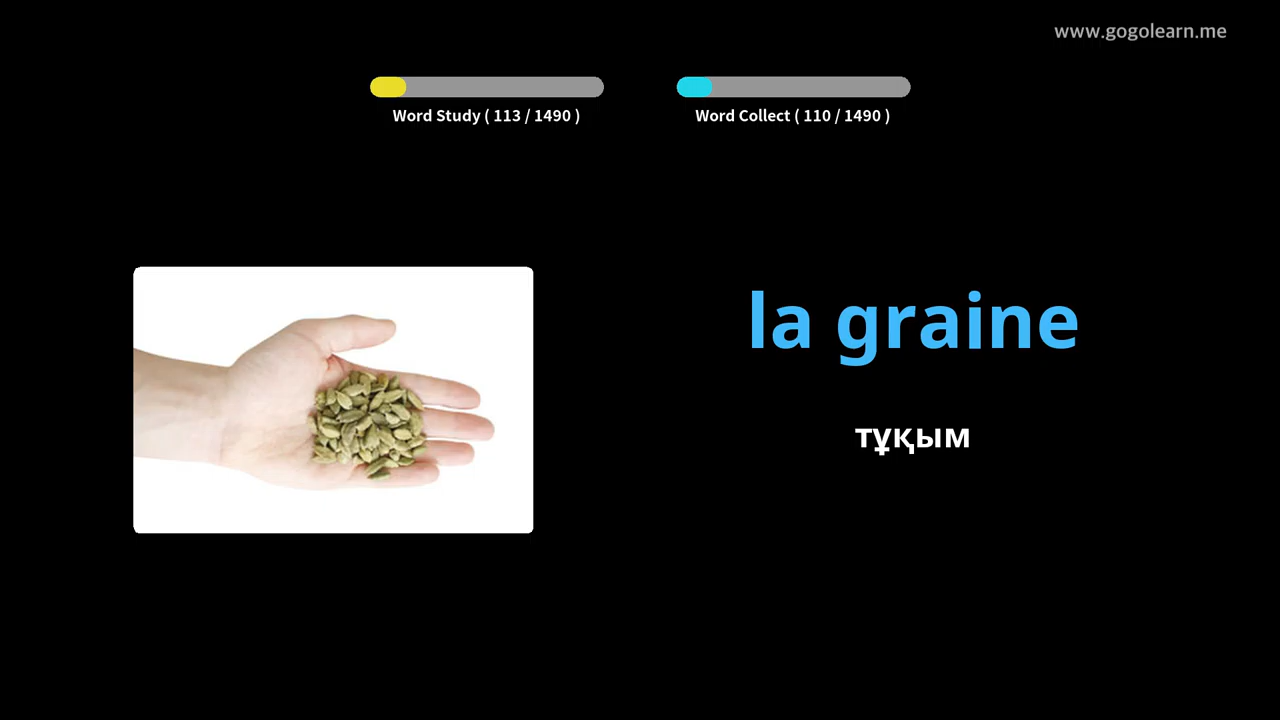 www.gogolearn.me
Word Study ( 113 / 1490 )
Word Collect ( 110 / 1490 )
la graine
тұқым